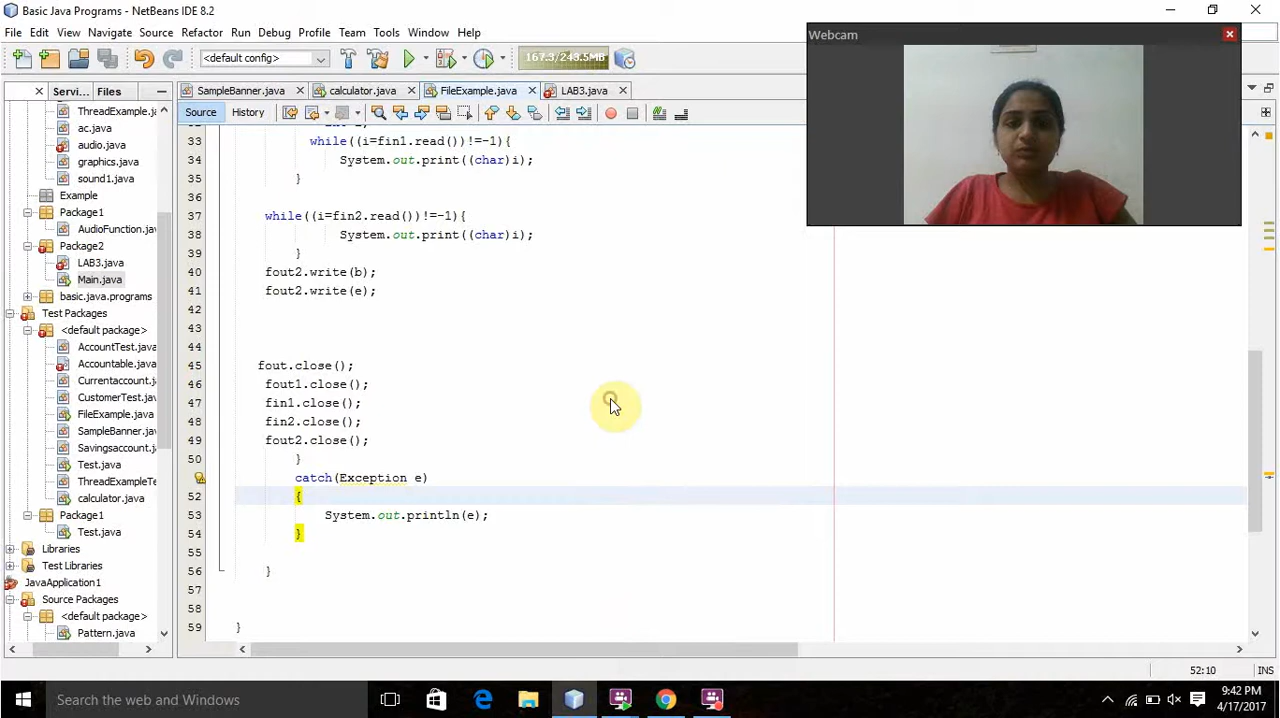 Basic Java Programs - NetBeans IDE 8.2
File Edit View Navigate Source Refactor Run Debug Profile Team Tools Window Help
<default config>
167.3/243.5MB
Webcam
Servi... Files
SampleBanner.java calculator.java FileExample.java LAB3.java
Source History
ThreadExample.ja
ac.java
audio.java
graphics.java
sound1.java
Example
Package1
AudioFunction.jav
Package2
LAB3.java
Main.java
basic.java.programs
Test Packages
<default package>
AccountTest.java
Accountable.java
Currentaccount.j
CustomerTest.jav
FileExample.java
SampleBanner.jav
Savingsaccount.j
Test.java
ThreadExampleTe
calculator.java
Package1
Test.java
Libraries
Test Libraries
JavaApplication1
Source Packages
<default package>
Pattern.java
33 while((i=fin1.read())!=-1){
34 System.out.print((char)i);
35 }
36
37 while((i=fin2.read())!=-1){
38 System.out.print((char)i);
39 }
40 fout2.write(b);
41 fout2.write(e);
42
43
44
45 fout.close();
46 fout1.close();
47 fin1.close();
48 fin2.close();
49 fout2.close();
50 }
catch(Exception e)
52 {
53 System.out.println(e);
54 }
55
56 }
57
58
59 }
52:10 INS
Search the web and Windows
9:42 PM
4/17/2017